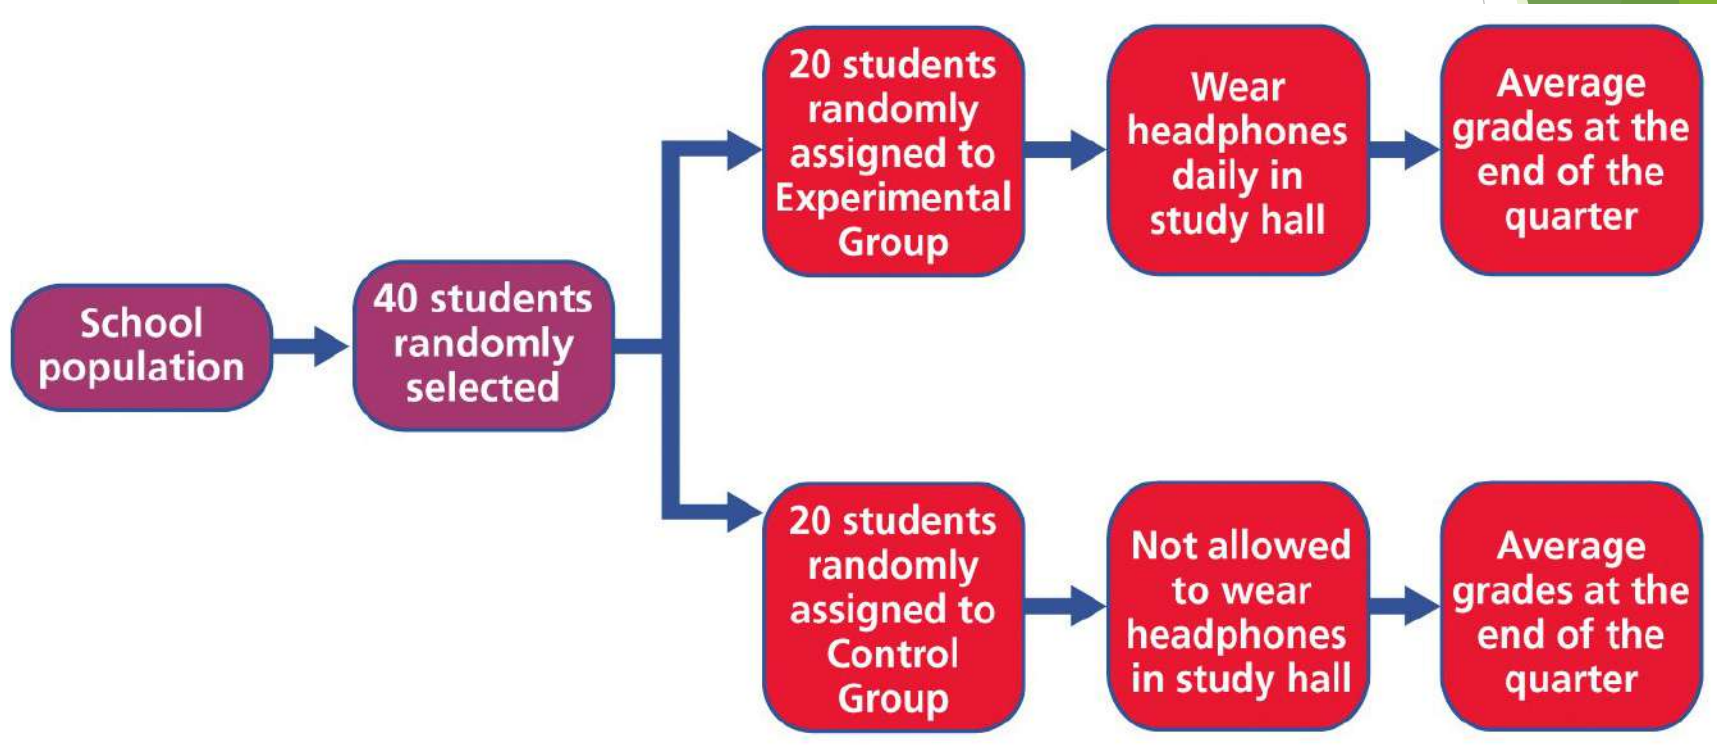 School
population
40 students
randomly
selected
20 students
randomly
assigned to
Experimental
Group
Wear
headphones
daily in
study hall
Average
grades at the
end of the
quarter
20 students
randomly
assigned to
Control
Group
Not allowed
to wear
headphones
in study hall
Average
grades at the
end of the
quarter